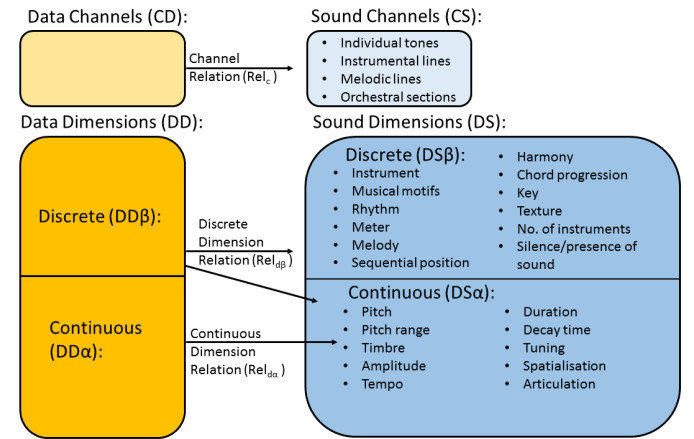 Data Channels (CD):
Sound Channels (CS):
Channel
Relation (Relc)
• Individual tones
• Instrumental lines
• Melodic lines
• Orchestral sections
Data Dimensions (DD):
Sound Dimensions (DS):
Discrete (DDβ):
Discrete
Dimension
Relation (Reldβ)
Discrete (DSβ):
• Instrument
• Musical motifs
• Rhythm
• Meter
• Melody
• Sequential position
• Harmony
• Chord progression
• Key
• Texture
• No. of instruments
• Silence/presence of
sound
Continuous
(DDα):
Continuous
Dimension
Relation (Reldα )
Continuous (DSα):
• Pitch
• Pitch range
• Timbre
• Amplitude
• Tempo
• Duration
• Decay time
• Tuning
• Spatialisation
• Articulation